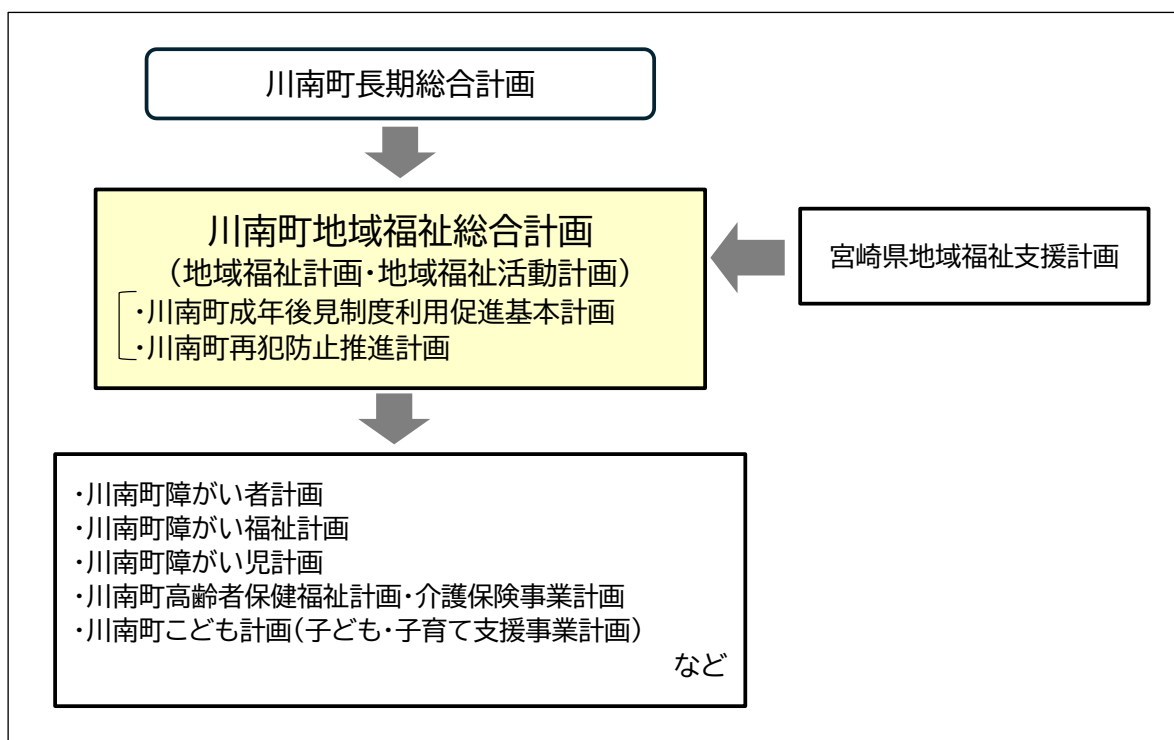 川南町長期総合計画
川南町地域福祉総合計画
（地域福祉計画・地域福祉活動計画）
・川南町成年後見制度利用促進基本計画
・川南町再犯防止推進計画
宮崎県地域福祉支援計画
・川南町障がい者計画
・川南町障がい福祉計画
・川南町障がい児計画
・川南町高齢者保健福祉計画・介護保険事業計画
・川南町こども計画（子ども・子育て支援事業計画）
など